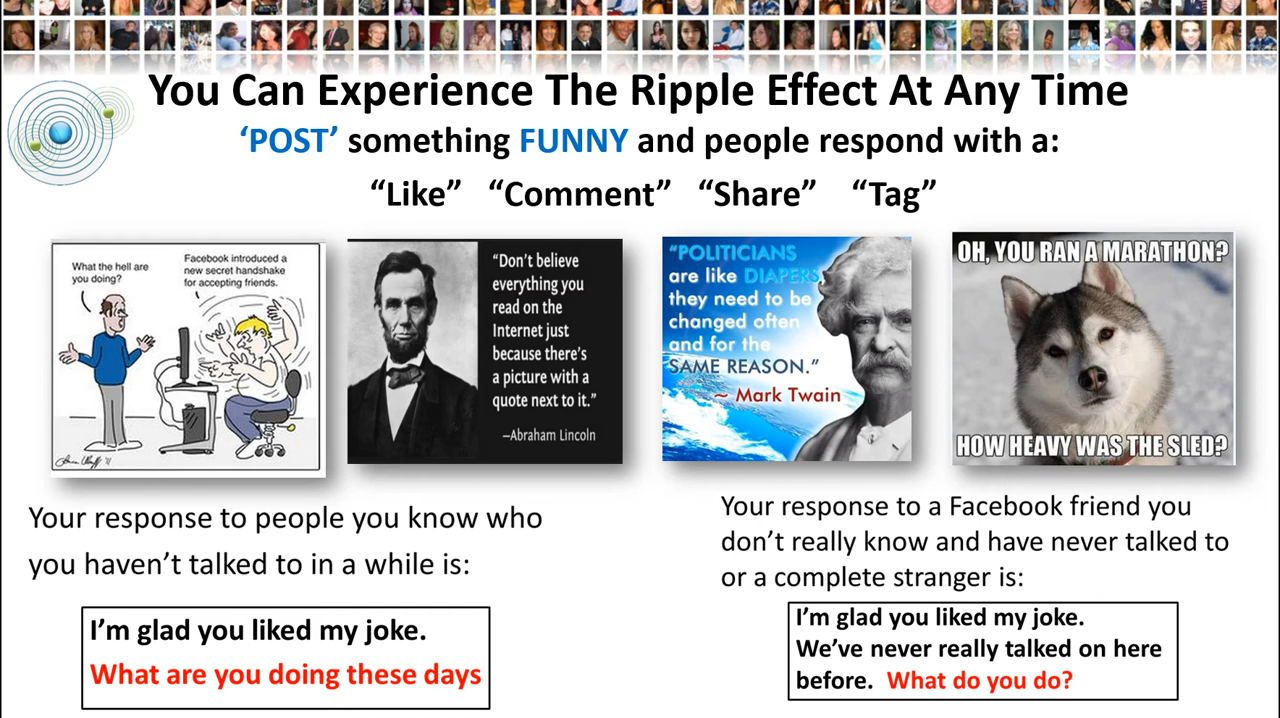 You Can Experience The Ripple Effect At Any Time
‘POST’ something FUNNY and people respond with a:
“Like” “Comment” “Share” “Tag”
What the hell are
you doing?
Facebook introduced a
new secret handshake
for accepting friends.
“Don’t believe
everything you
read on the
Internet just
because there’s
a picture with a
quote next to it.”
—Abraham Lincoln
“POLITICIANS
are like DIAPERS,
they need to be
changed often
and for the
SAME REASON.”
~ Mark Twain
OH, YOU RAN A MARATHON?
HOW HEAVY WAS THE SLED?
Your response to people you know who
you haven’t talked to in a while is:
I’m glad you liked my joke.
What are you doing these days
Your response to a Facebook friend you
don’t really know and have never talked to
or a complete stranger is:
I’m glad you liked my joke.
We’ve never really talked on here
before. What do you do?